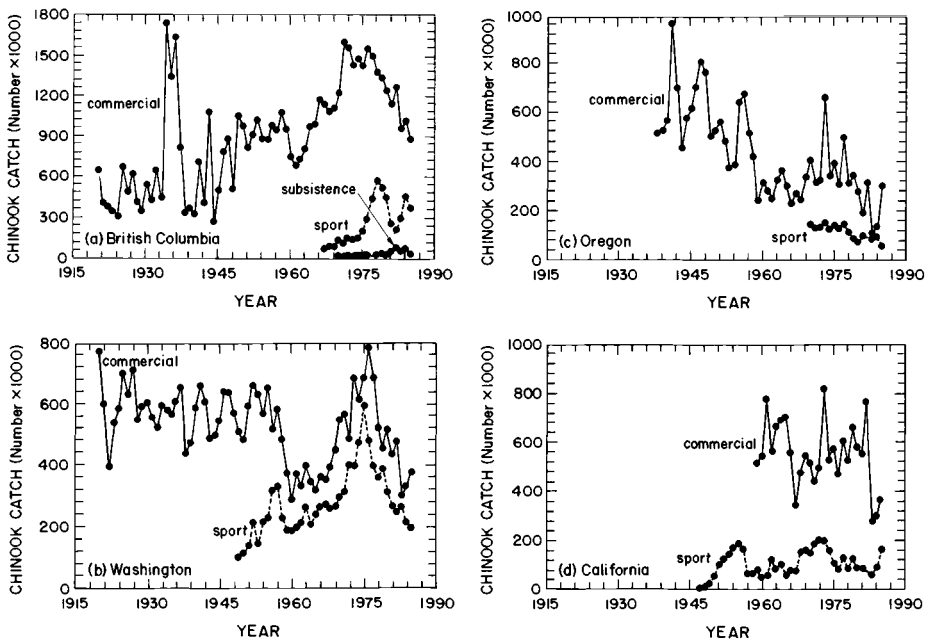 CHINOOK CATCH (Number ×1000)
1800
1500
1200
900
600
300
0
commercial
subsistence
sport
(a) British Columbia
1915
1930
1945
1960
1975
1990
YEAR
CHINOOK CATCH (Number ×1000)
1000
800
600
400
200
0
commercial
sport
(c) Oregon
1915
1930
1945
1960
1975
1990
YEAR
CHINOOK CATCH (Number ×1000)
800
600
400
200
0
commercial
sport
(b) Washington
1915
1930
1945
1960
1975
1990
YEAR
CHINOOK CATCH (Number ×1000)
1000
800
600
400
200
0
commercial
sport
(d) California
1915
1930
1945
1960
1975
1990
YEAR